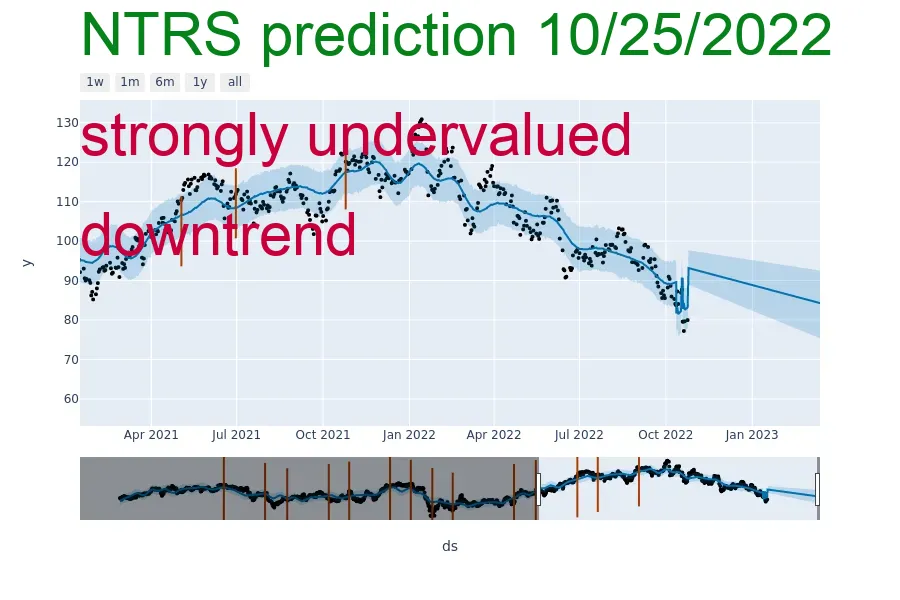 NTRS prediction 10/25/2022
1w 1m 6m 1y all
strongly undervalued
downtrend
130
120
110
100
90
80
70
60
y
Apr 2021 Jul 2021 Oct 2021 Jan 2022 Apr 2022 Jul 2022 Oct 2022 Jan 2023
ds